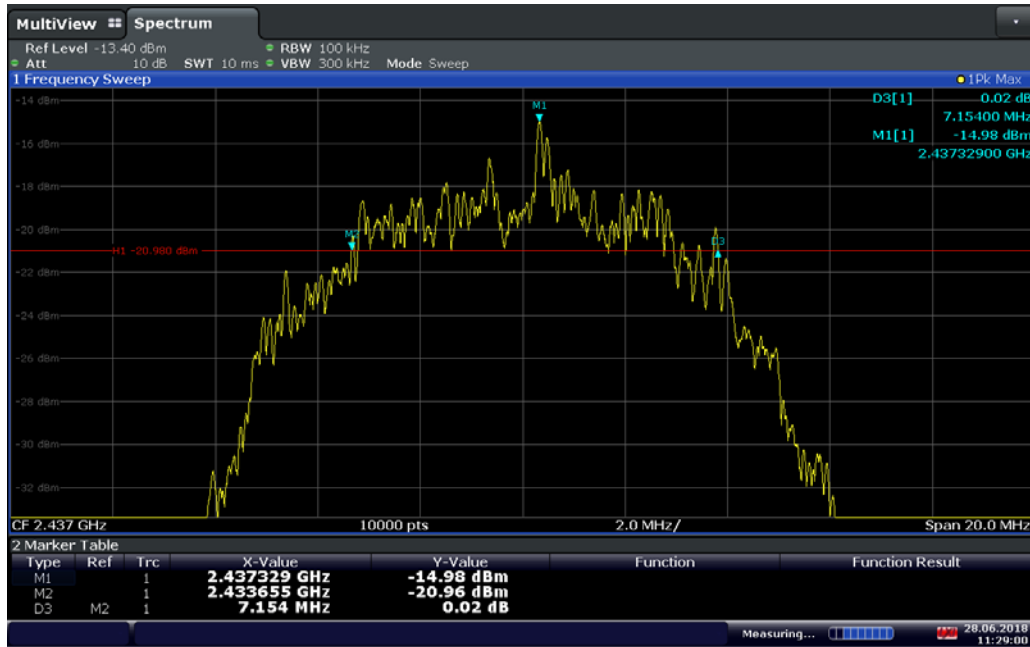 MultiView Spectrum
Ref Level -13.40 dBm RBW 100 kHz
Att 10 dB SWT 10 ms VBW 300 kHz Mode Sweep
1 Frequency Sweep 1Pk Max
-14 dBm
M1
D3[1] 0.02 dB
7.15400 MHz
M1[1] -14.98 dBm
2.43732900 GHz
-16 dBm
-18 dBm
-20 dBm
M2
D3
H1 -20.980 dBm
-22 dBm
-24 dBm
-26 dBm
-28 dBm
-30 dBm
-32 dBm
CF 2.437 GHz 10000 pts 2.0 MHz/ Span 20.0 MHz
2 Marker Table
Type Ref Trc X-Value Y-Value Function Function Result
M1 1 2.437329 GHz -14.98 dBm
M2 1 2.433655 GHz -20.96 dBm
D3 M2 1 7.154 MHz 0.02 dB
Measuring... 28.06.2018
11:29:00